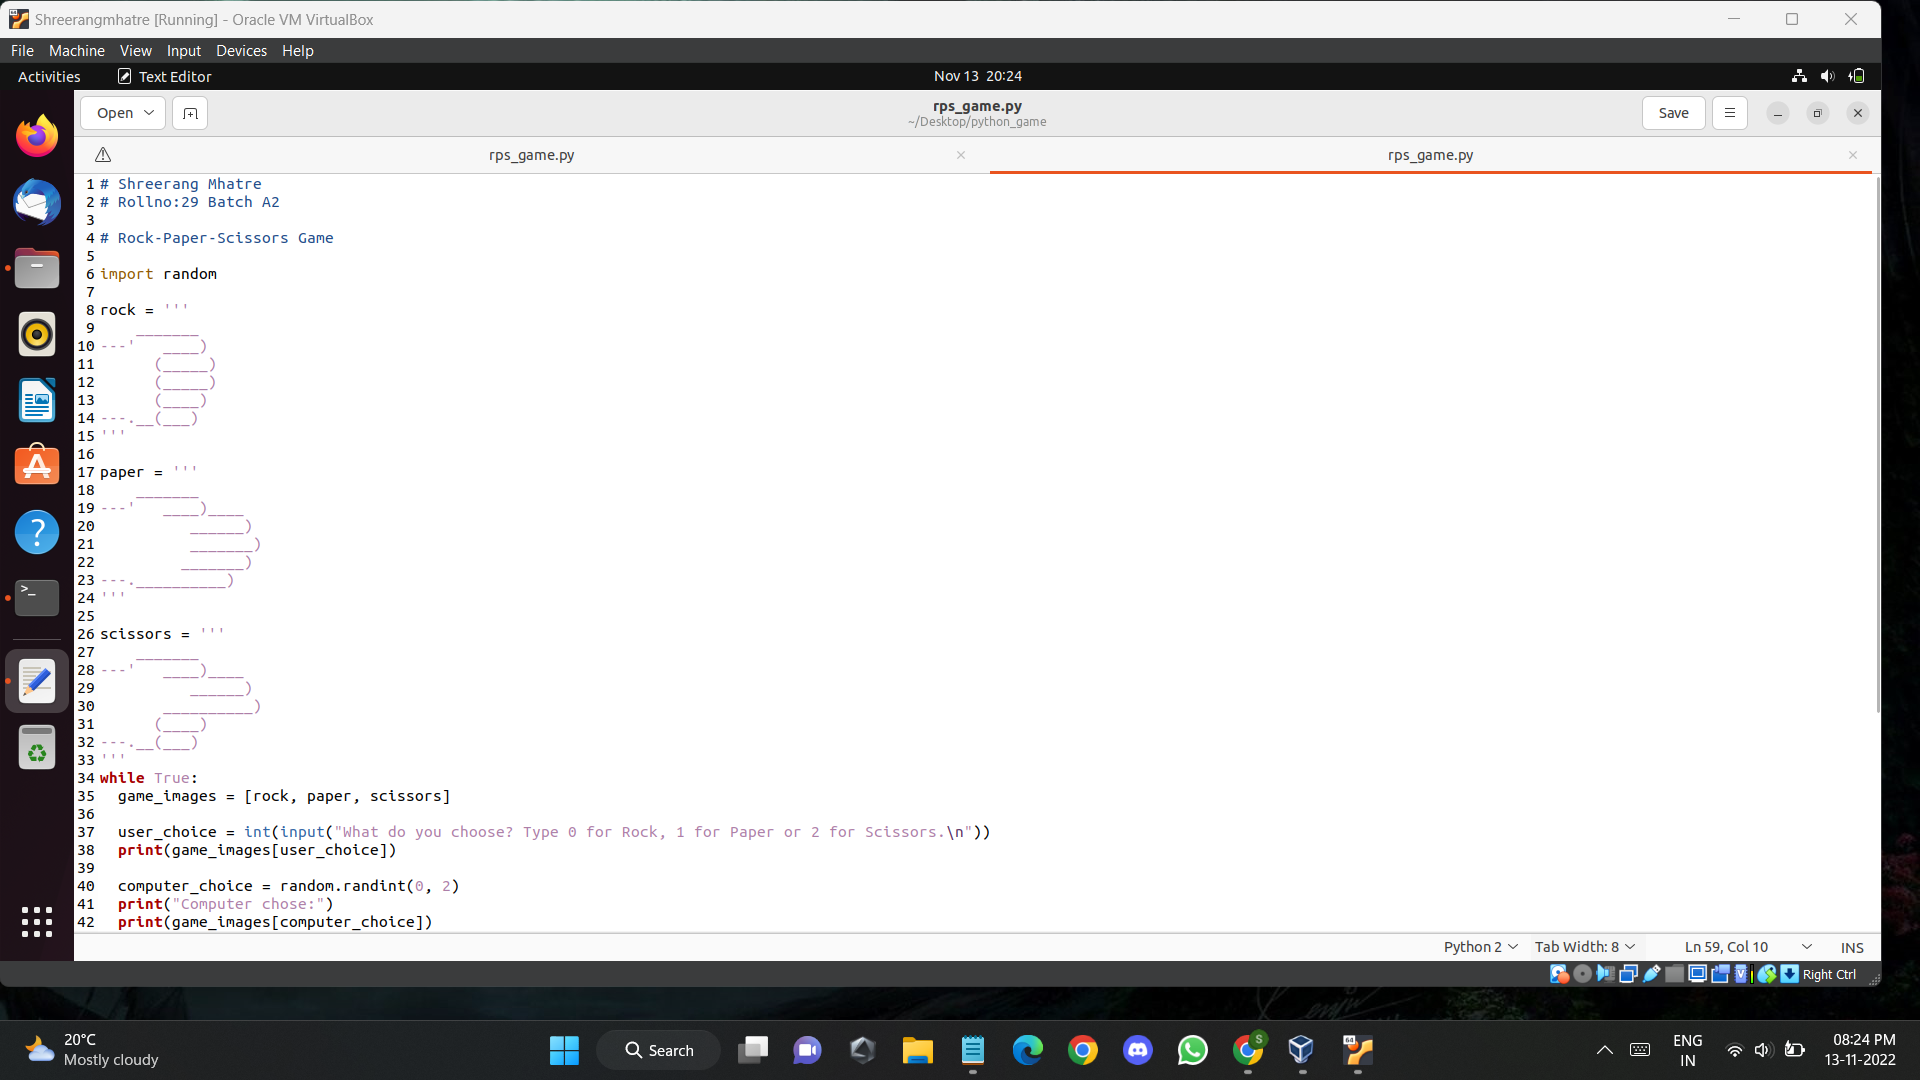 Shreerangmhatre [Running] - Oracle VM VirtualBox
File Machine View Input Devices Help
Activities Text Editor Nov 13 20:24
Open rps_game.py Save
~/Desktop/python_game
rps_game.py rps_game.py
1 # Shreerang Mhatre
2 # Rollno:29 Batch A2
3
4 # Rock-Paper-Scissors Game
5
6 import random
7
8 rock = '''
9     _______
10 ---'   ____)
11       (_____)
12       (_____)
13       (____)
14 ---.__(___)
15 '''
16
17 paper = '''
18     _______
19 ---'   ____)____
20           ______)
21           _______)
22          _______)
23 ---.__________)
24 '''
25
26 scissors = '''
27     _______
28 ---'   ____)____
29           ______)
30        __________)
31       (____)
32 ---.__(___)
33 '''
34 while True:
35   game_images = [rock, paper, scissors]
36
37   user_choice = int(input("What do you choose? Type 0 for Rock, 1 for Paper or 2 for Scissors.\n"))
38   print(game_images[user_choice])
39
40   computer_choice = random.randint(0, 2)
41   print("Computer chose:")
42   print(game_images[computer_choice])
Python 2 Tab Width: 8 Ln 59, Col 10 INS
Right Ctrl
20°C
Mostly cloudy
Search
ENG
IN
08:24 PM
13-11-2022